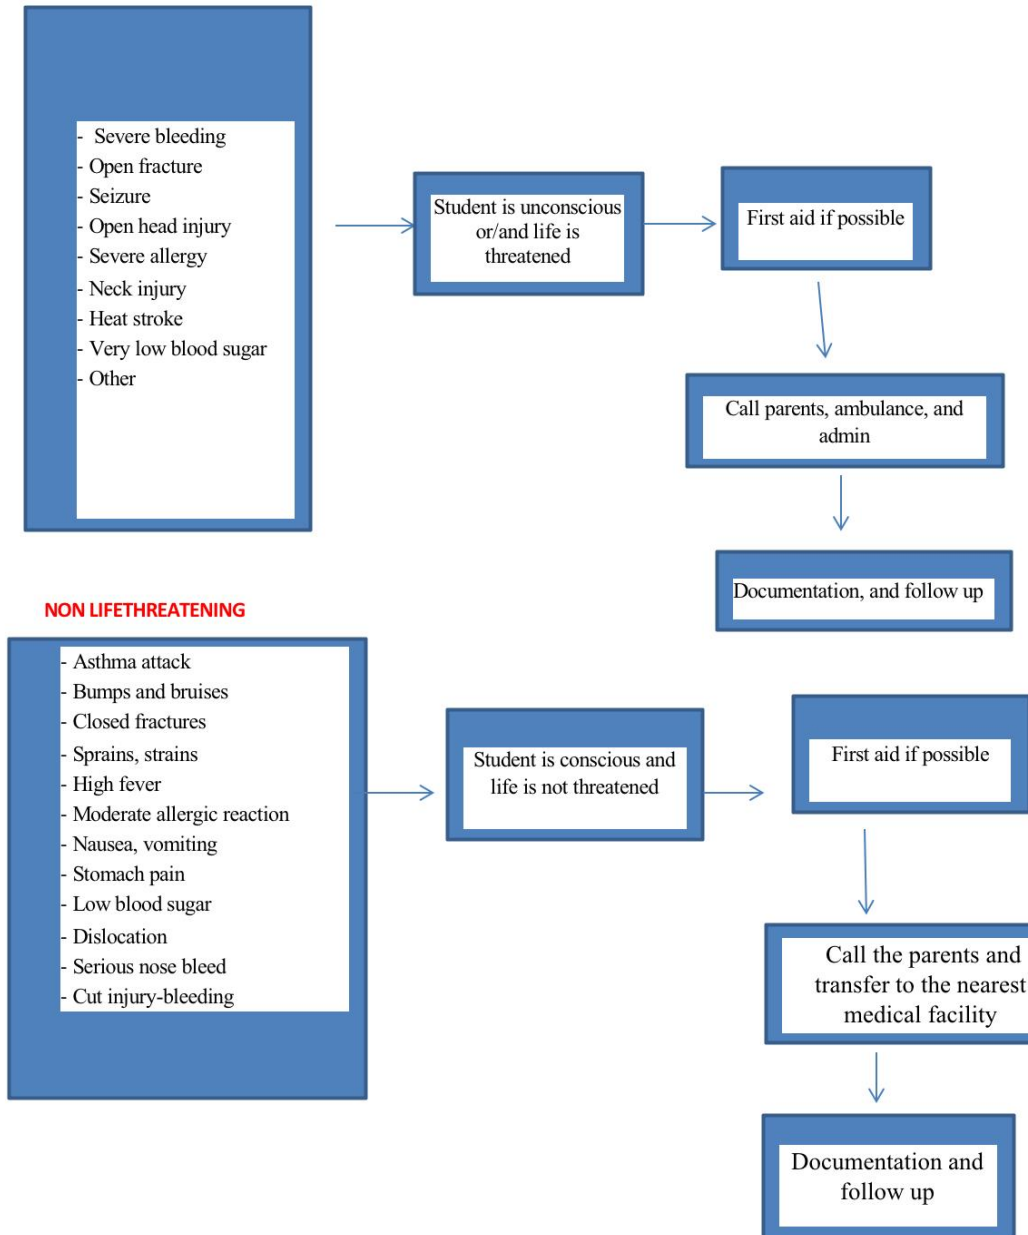 - Severe bleeding
- Open fracture
- Seizure
- Open head injury
- Severe allergy
- Neck injury
- Heat stroke
- Very low blood sugar
- Other
Student is unconscious
or/and life is
threatened
First aid if possible
Call parents, ambulance, and
admin
Documentation, and follow up
NON LIFETHREATENING
- Asthma attack
- Bumps and bruises
- Closed fractures
- Sprains, strains
- High fever
- Moderate allergic reaction
- Nausea, vomiting
- Stomach pain
- Low blood sugar
- Dislocation
- Serious nose bleed
- Cut injury-bleeding
Student is conscious and
life is not threatened
First aid if possible
Call the parents and
transfer to the nearest
medical facility
Documentation and
follow up